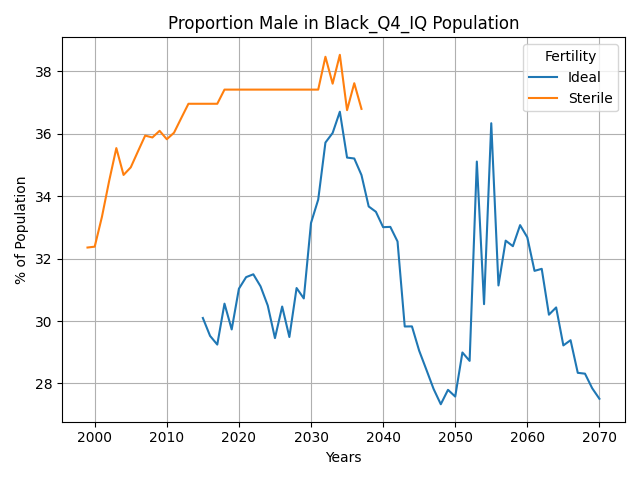 Proportion Male in Black_Q4_IQ Population
% of Population
38
36
34
32
30
28
Fertility
Ideal
Sterile
2000 2010 2020 2030 2040 2050 2060 2070
Years